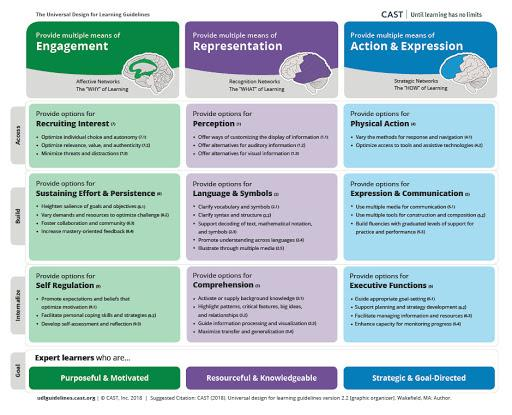 The Universal Design for Learning Guidelines
CAST | Until learning has no limits
Provide multiple means of
Engagement
Affective Networks
The "WHY" of Learning
Provide multiple means of
Representation
Recognition Networks
The "WHAT" of Learning
Provide multiple means of
Action & Expression
Strategic Networks
The "HOW" of Learning
Access
Provide options for
Recruiting Interest (7)
• Optimize individual choice and autonomy (7.1)
• Optimize relevance, value, and authenticity (7.2)
• Minimize threats and distractions (7.3)
Provide options for
Perception (1)
• Offer ways of customizing the display of information (1.1)
• Offer alternatives for auditory information (1.2)
• Offer alternatives for visual information (1.3)
Provide options for
Physical Action (4)
• Vary the methods for response and navigation (4.1)
• Optimize access to tools and assistive technologies (4.2)
Build
Provide options for
Sustaining Effort & Persistence (8)
• Heighten salience of goals and objectives (8.1)
• Vary demands and resources to optimize challenge (8.2)
• Foster collaboration and community (8.3)
• Increase mastery-oriented feedback (8.4)
Provide options for
Language & Symbols (2)
• Clarify vocabulary and symbols (2.1)
• Clarify syntax and structure (2.2)
• Support decoding of text, mathematical notation,
and symbols (2.3)
• Promote understanding across languages (2.4)
• Illustrate through multiple media (2.5)
Provide options for
Expression & Communication (5)
• Use multiple media for communication (5.1)
• Use multiple tools for construction and composition (5.2)
• Build fluencies with graduated levels of support for
practice and performance (5.3)
Internalize
Provide options for
Self Regulation (9)
• Promote expectations and beliefs that
optimize motivation (9.1)
• Facilitate personal coping skills and strategies (9.2)
• Develop self-assessment and reflection (9.3)
Provide options for
Comprehension (3)
• Activate or supply background knowledge (3.1)
• Highlight patterns, critical features, big ideas,
and relationships (3.2)
• Guide information processing and visualization (3.3)
• Maximize transfer and generalization (3.4)
Provide options for
Executive Functions (6)
• Guide appropriate goal-setting (6.1)
• Support planning and strategy development (6.2)
• Facilitate managing information and resources (6.3)
• Enhance capacity for monitoring progress (6.4)
Goal
Expert learners who are...
Purposeful & Motivated
Resourceful & Knowledgeable
Strategic & Goal-Directed
udlguidelines.cast.org | © CAST, Inc. 2018 | Suggested Citation: CAST (2018). Universal design for learning guidelines version 2.2 [graphic organizer]. Wakefield, MA: Author.